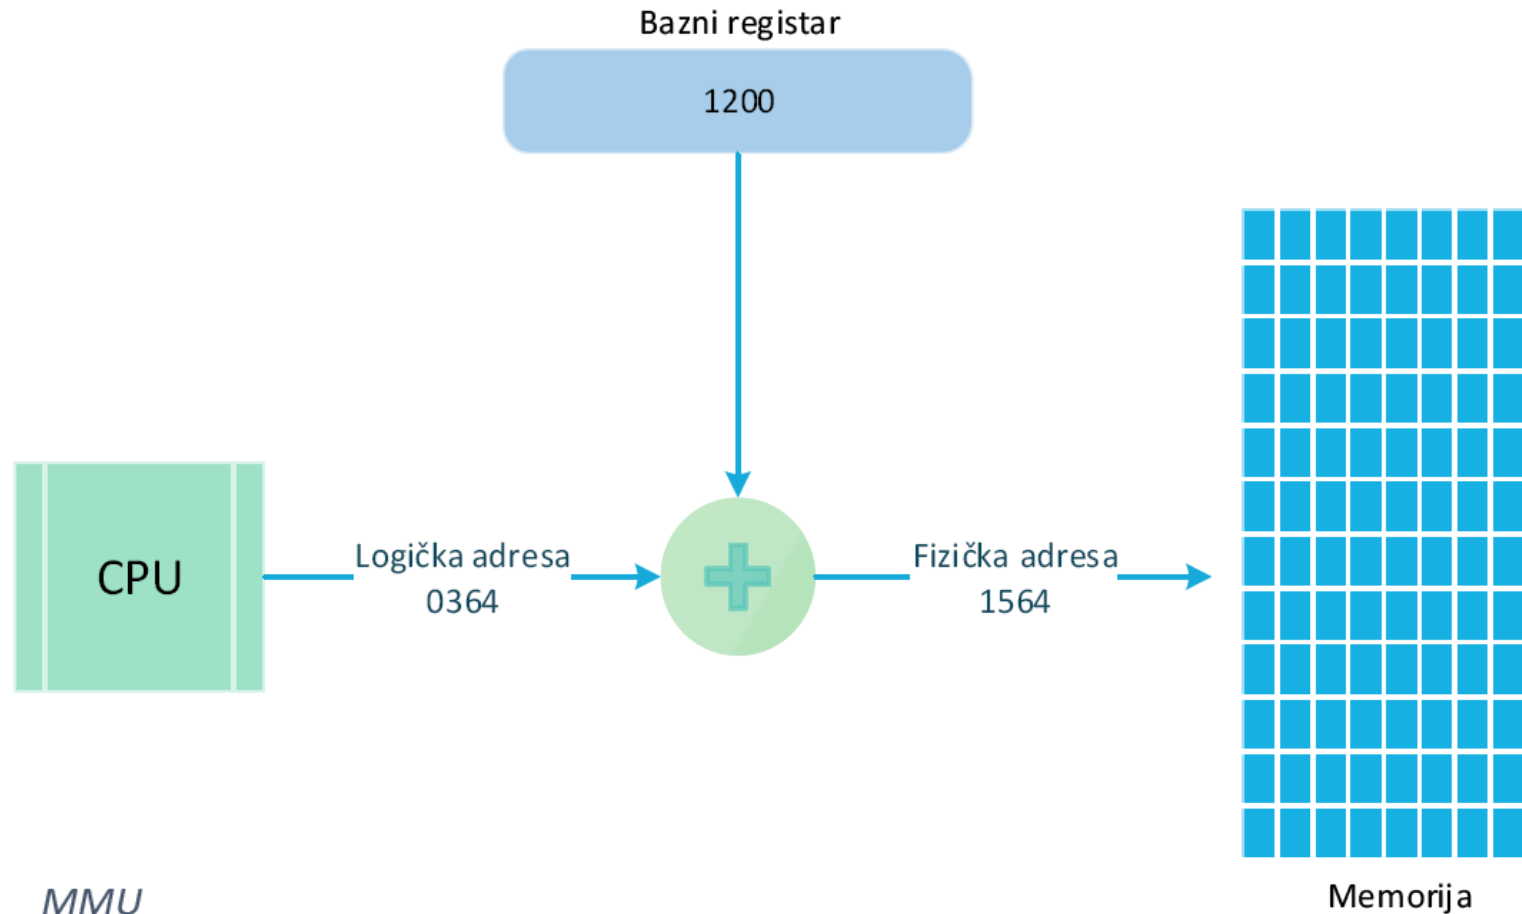 Bazni registar
1200
CPU
Logička adresa
0364
Fizička adresa
1564
MMU
Memorija